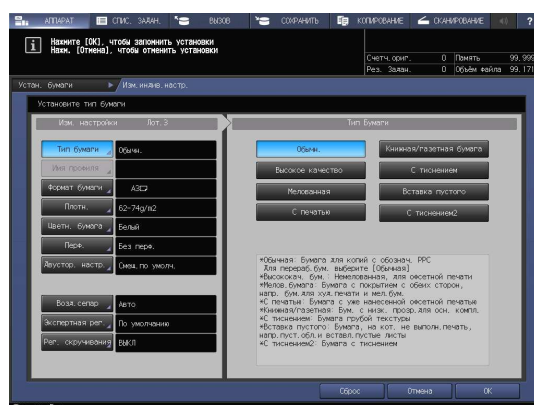 АППАРАТ
СПИС. ЗАДАН.
ВЫЗОВ
СОХРАНИТЬ
КОПИРОВАНИЕ
СКАНИРОВАНИЕ
?
Нажмите [OK], чтобы запомнить установки
Нажм. [Отмена], чтобы отменить установки
Счетч. ориг. 0 Память 99.999
Рез. Задан. 0 Объём файла 99.171
Устан. бумаги
Изм. индив. настр.
Установите тип бумаги
Изм. настройки Лот. 3
Тип бумаги
Тип бумаги Обычн.
Имя профиля
Формат бумаги A3
Плотн. 62-74g/m2
Цветн. бумага Белый
Перф. Без перф.
Двустор. настр. Смещ. по умолч.
Возд. сепар Авто
Экспертная рег. По умолчанию
Рег. скручивания ВЫКЛ
Обычн.
Книжная/газетная бумага
Высокое качество
С тиснением
Мелованная
Вставка пустого
С печатью
С тиснением2
*Обычная: Бумага для копий с обознач. PPC
Для перераб.бум. выберите [Обычная]
*Высококач. бум. : Немелованная, для офсетной печати
*Мелов.бумага: Бумага с покрытием с обеих сторон,
напр. бум.для худ.печати и мел.бум.
*С печатью: Бумага с уже нанесенной офсетной печатью
*Книжная/газетная: Бум. с низк. прозр.для осн. компл.
*С тиснением: Бумага грубой текстуры
*Вставка пустого: Бумага, на кот. не выполн.печать,
напр.пуст.обл.и вставл.пустые листы
*С тиснением2: Бумага с тиснением
Сброс
Отмена
OK